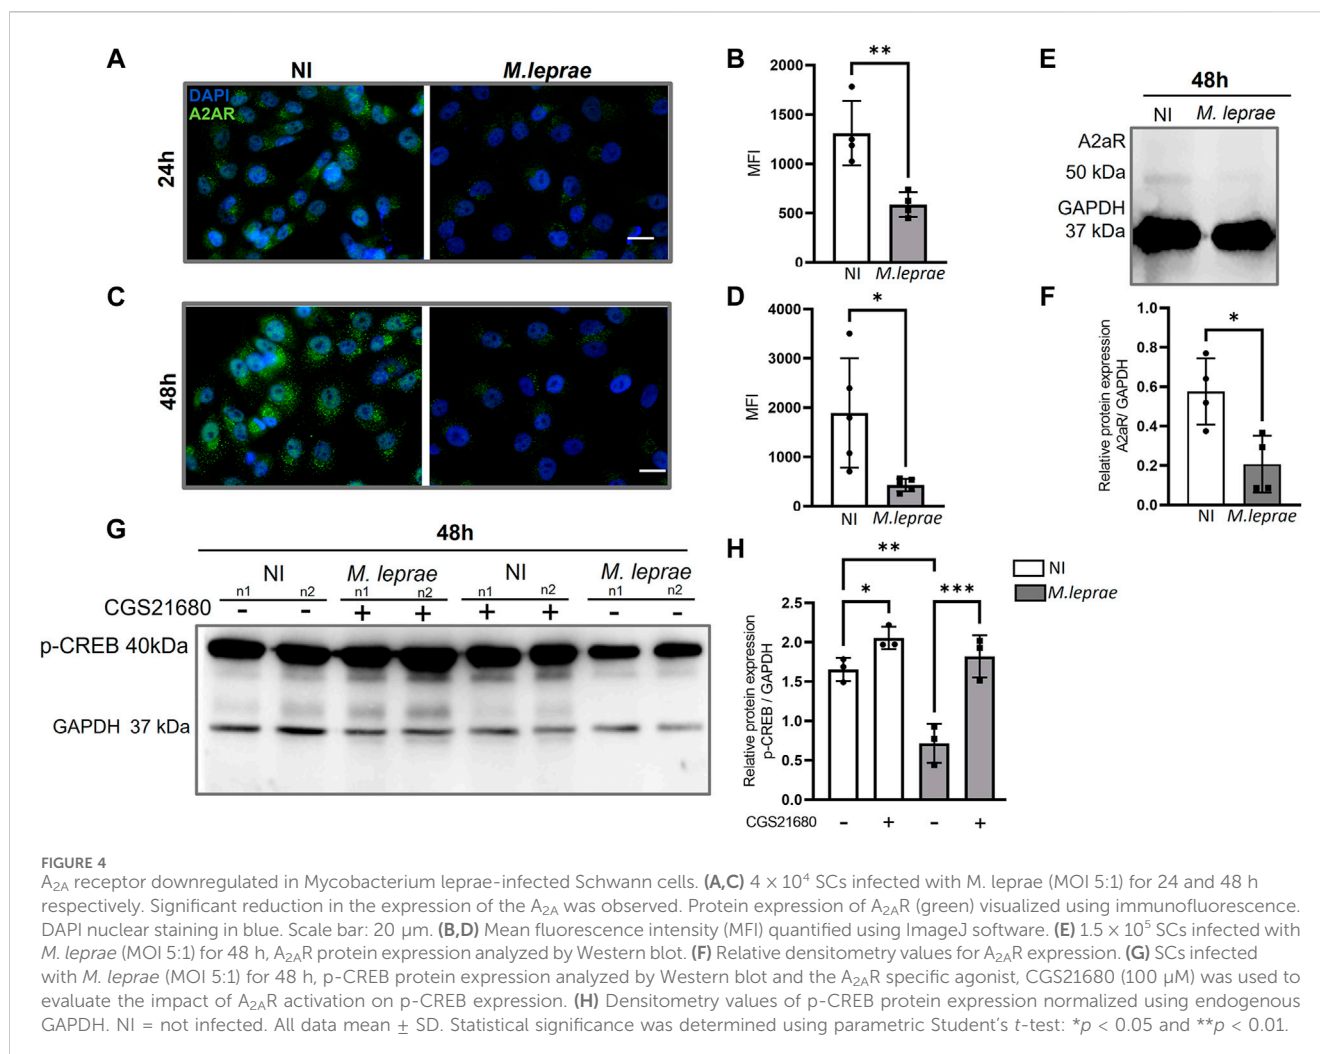 A
NI
M.leprae
DAPI
A2AR
24h
B
**
2000
1500
1000
500
0
MFI
NI
M.leprae
E
48h
NI
M. leprae
A2aR
50 kDa
GAPDH
37 kDa
C
48h
D
*
4000
3000
2000
1000
0
MFI
NI
M.leprae
F
*
1.0
0.8
0.6
0.4
0.2
0.0
Relative protein expression
A2aR/ GAPDH
NI
M.leprae
G
48h
NI
M. leprae
NI
M. leprae
n1 n2 n1 n2 n1 n2 n1 n2
CGS21680 - - + + + + - -
p-CREB 40kDa
GAPDH 37 kDa
H
NI
M.leprae
**
* ***
2.5
2.0
1.5
1.0
0.5
0.0
Relative protein expression
p-CREB / GAPDH
CGS21680 - + - +
FIGURE 4
A2A receptor downregulated in Mycobacterium leprae-infected Schwann cells. (A,C) 4 × 10⁴ SCs infected with M. leprae (MOI 5:1) for 24 and 48 h
respectively. Significant reduction in the expression of the A2A was observed. Protein expression of A2AR (green) visualized using immunofluorescence.
DAPI nuclear staining in blue. Scale bar: 20 μm. (B,D) Mean fluorescence intensity (MFI) quantified using ImageJ software. (E) 1.5 × 10⁵ SCs infected with
M. leprae (MOI 5:1) for 48 h, A2AR protein expression analyzed by Western blot. (F) Relative densitometry values for A2AR expression. (G) SCs infected
with M. leprae (MOI 5:1) for 48 h, p-CREB protein expression analyzed by Western blot and the A2AR specific agonist, CGS21680 (100 μM) was used to
evaluate the impact of A2AR activation on p-CREB expression. (H) Densitometry values of p-CREB protein expression normalized using endogenous
GAPDH. NI = not infected. All data mean ± SD. Statistical significance was determined using parametric Student's t-test: *p < 0.05 and **p < 0.01.